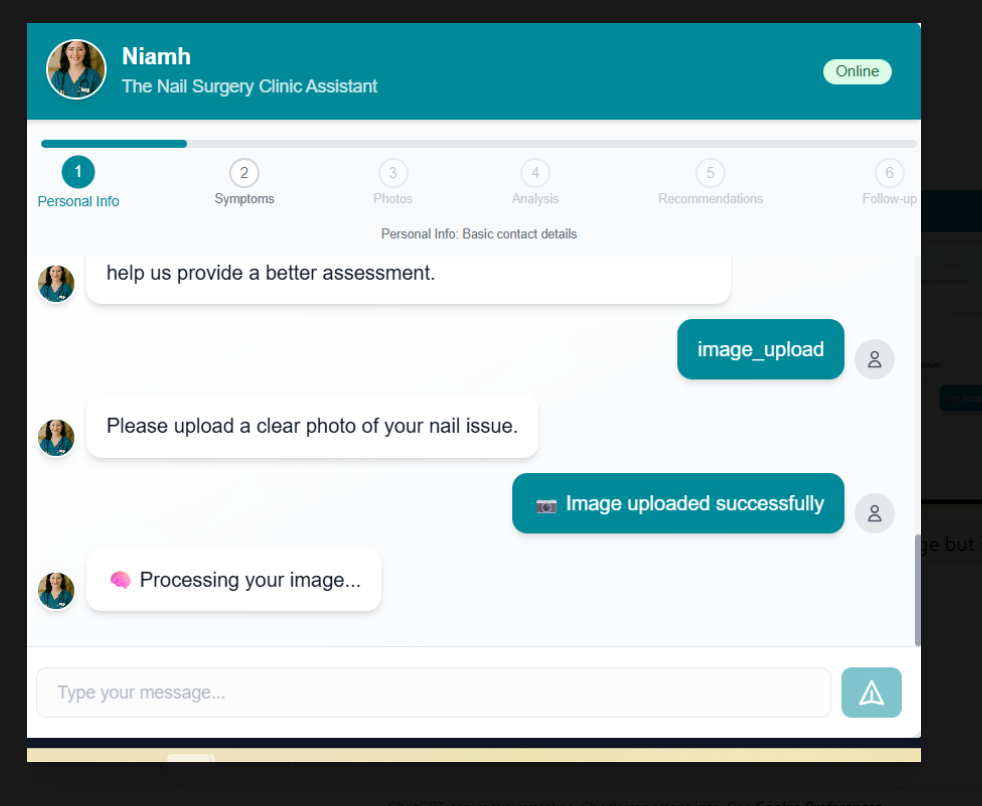 Niamh
The Nail Surgery Clinic Assistant
Online
1
2
3
4
5
6
Personal Info
Symptoms
Photos
Analysis
Recommendations
Follow-up
Personal Info: Basic contact details
help us provide a better assessment.
image_upload
Please upload a clear photo of your nail issue.
📷 Image uploaded successfully
🧠 Processing your image...
ge but
Type your message...